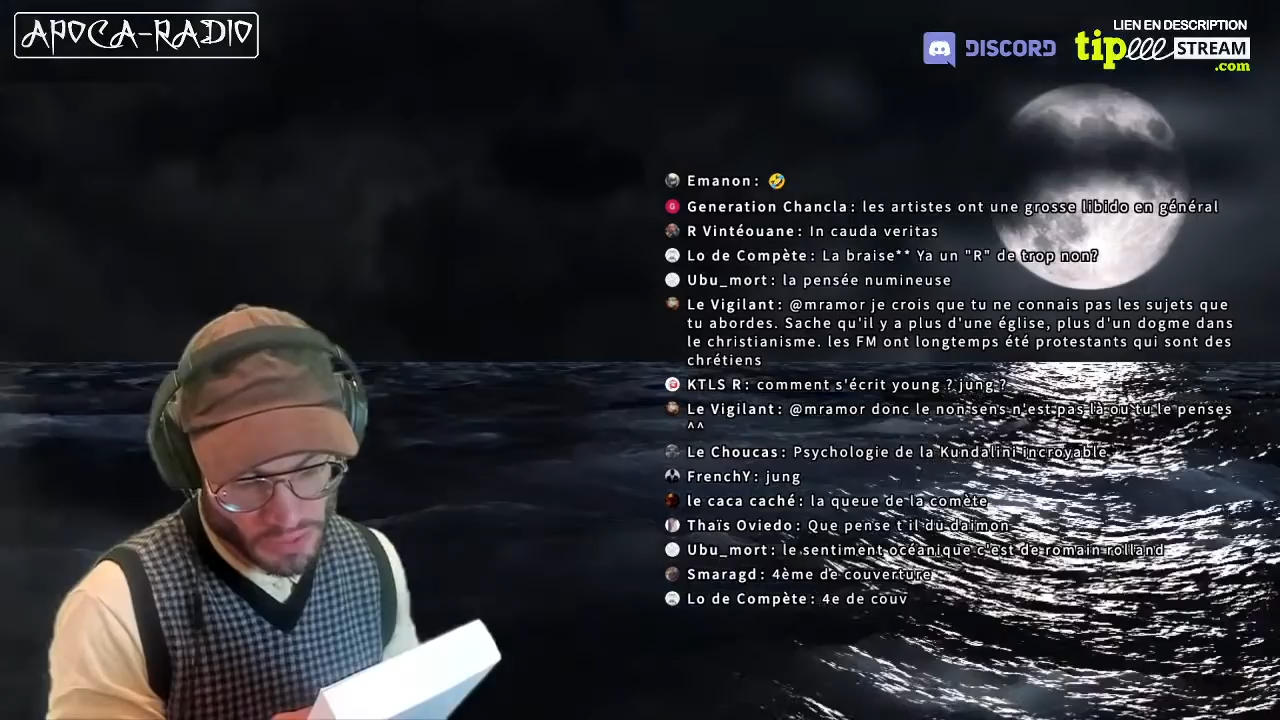 APOCA-RADIO
LIEN EN DESCRIPTION
DISCORD
tipeee STREAM
.com
Emanon: 🤣
G Generation Chancla: les artistes ont une grosse libido en général
R Vintéouane: In cauda veritas
Lo de Compète: La braise** Ya un "R" de trop non?
Ubu_mort: la pensée numineuse
Le Vigilant: @mramor je crois que tu ne connais pas les sujets que
tu abordes. Sache qu'il y a plus d'une église, plus d'un dogme dans
le christianisme. les FM ont longtemps été protestants qui sont des
chrétiens
KTLS R: comment s'écrit young ? jung ?
Le Vigilant: @mramor donc le non sens n'est pas là ou tu le penses
^^
Le Choucas: Psychologie de la Kundalini incroyable
FrenchY: jung
le caca caché: la queue de la comète
Thaïs Oviedo: Que pense t il du daimon
Ubu_mort: le sentiment océanique c'est de romain rolland
Smaragd: 4ème de couverture
Lo de Compète: 4e de couv